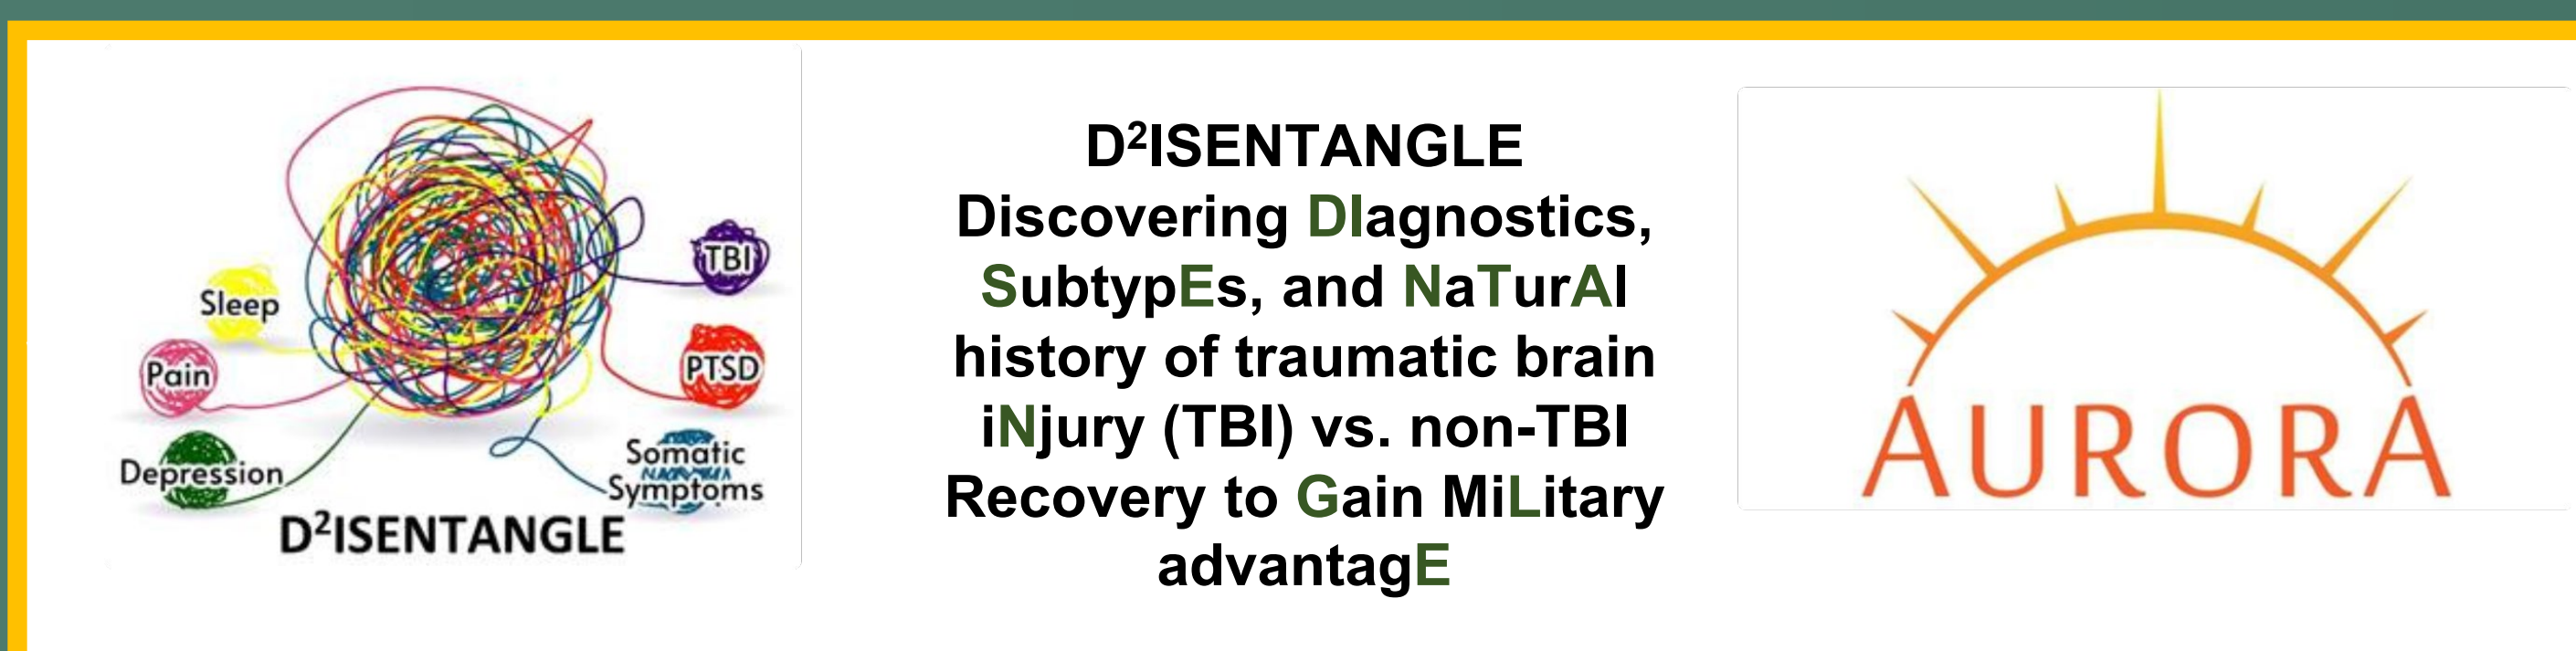 TBI
Sleep
PTSD
Pain
Somatic
Depression
Symptoms
D²ISENTANGLE
D²ISENTANGLE
Discovering DIagnostics,
SubtypEs, and NaTurAl
history of traumatic brain
iNjury (TBI) vs. non-TBI
Recovery to Gain MiLitary
advantagE
AURORA